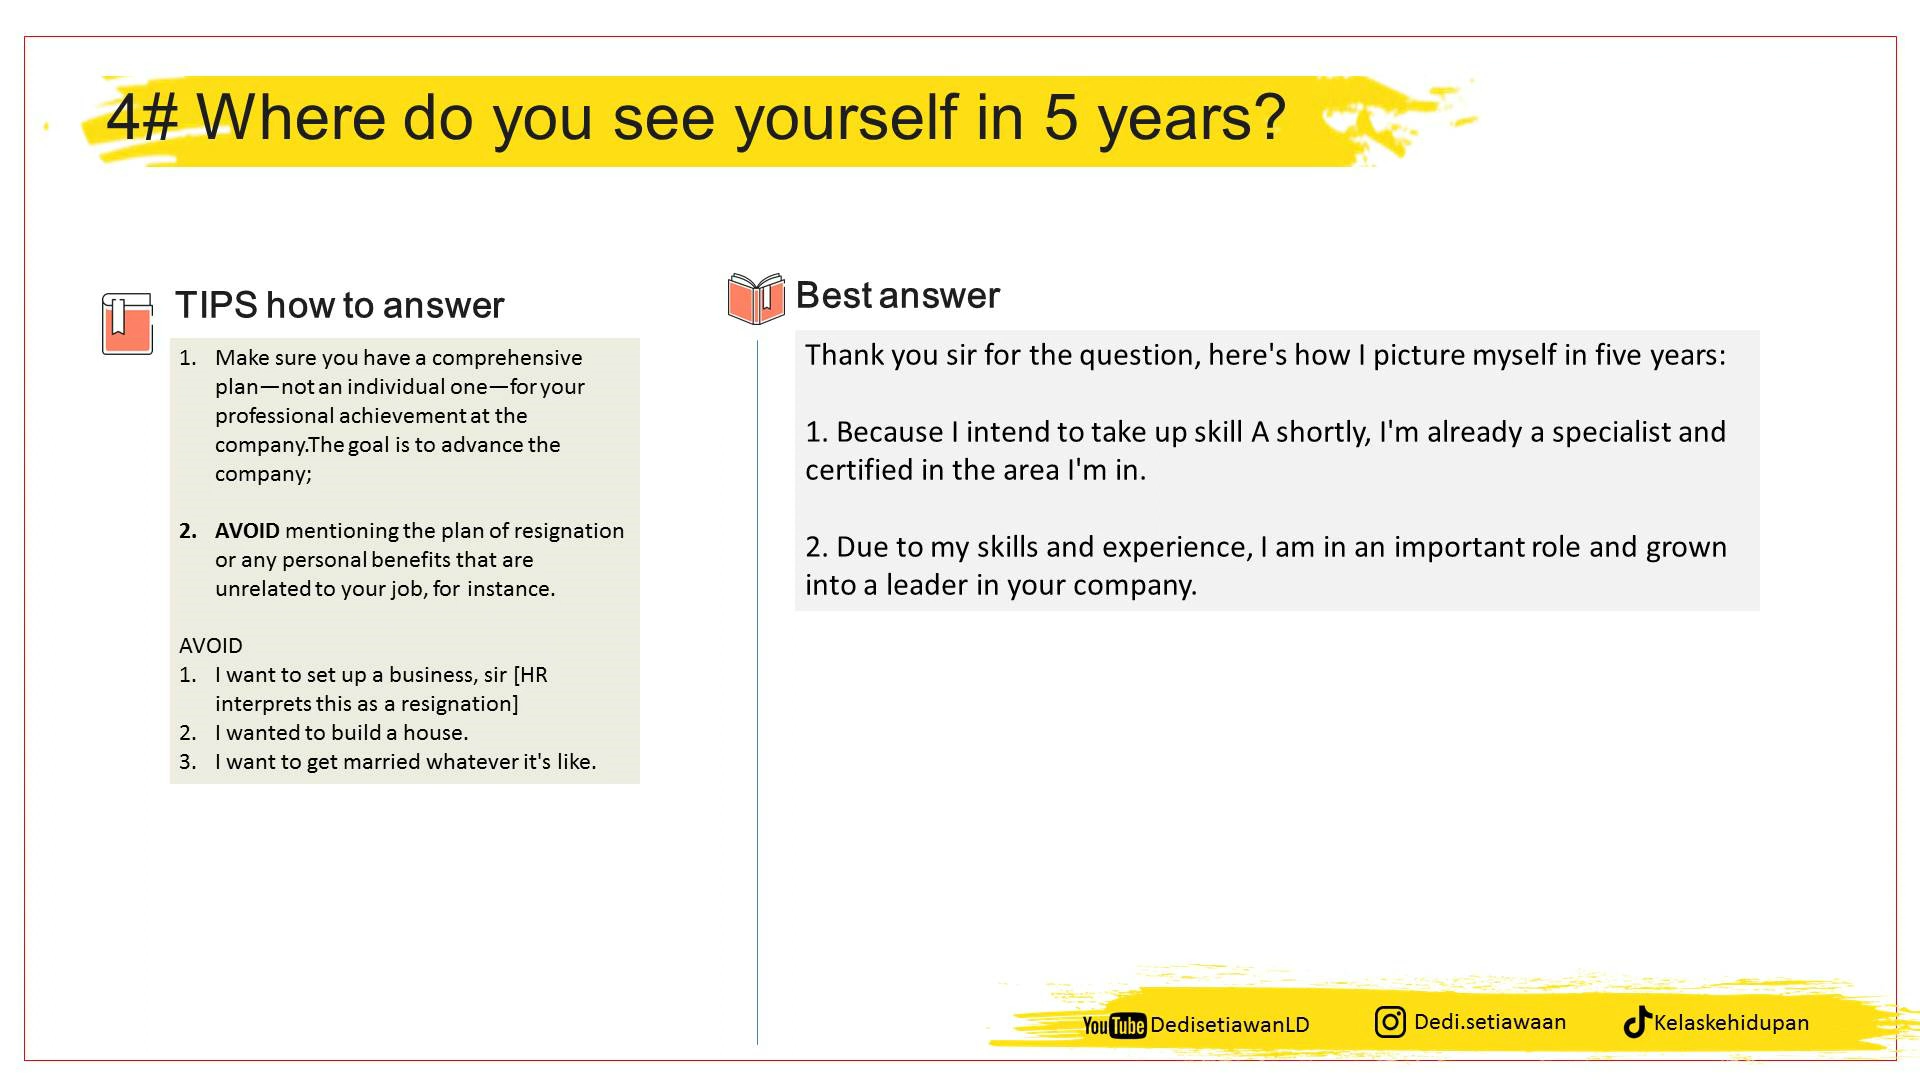 4# Where do you see yourself in 5 years?
TIPS how to answer
1. Make sure you have a comprehensive
plan—not an individual one—for your
professional achievement at the
company.The goal is to advance the
company;
2. AVOID mentioning the plan of resignation
or any personal benefits that are
unrelated to your job, for instance.
AVOID
1. I want to set up a business, sir [HR
interprets this as a resignation]
2. I wanted to build a house.
3. I want to get married whatever it's like.
Best answer
Thank you sir for the question, here's how I picture myself in five years:
1. Because I intend to take up skill A shortly, I'm already a specialist and
certified in the area I'm in.
2. Due to my skills and experience, I am in an important role and grown
into a leader in your company.
YouTube DedisetiawanLD
Dedi.setiawaan
Kelaskehidupan